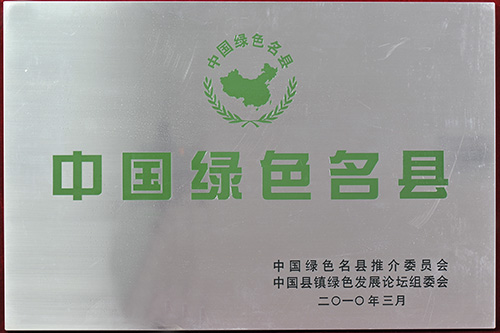 中国绿色名县
中国绿色名县
中国绿色名县推介委员会
中国县镇绿色发展论坛组委会
二〇一〇年三月